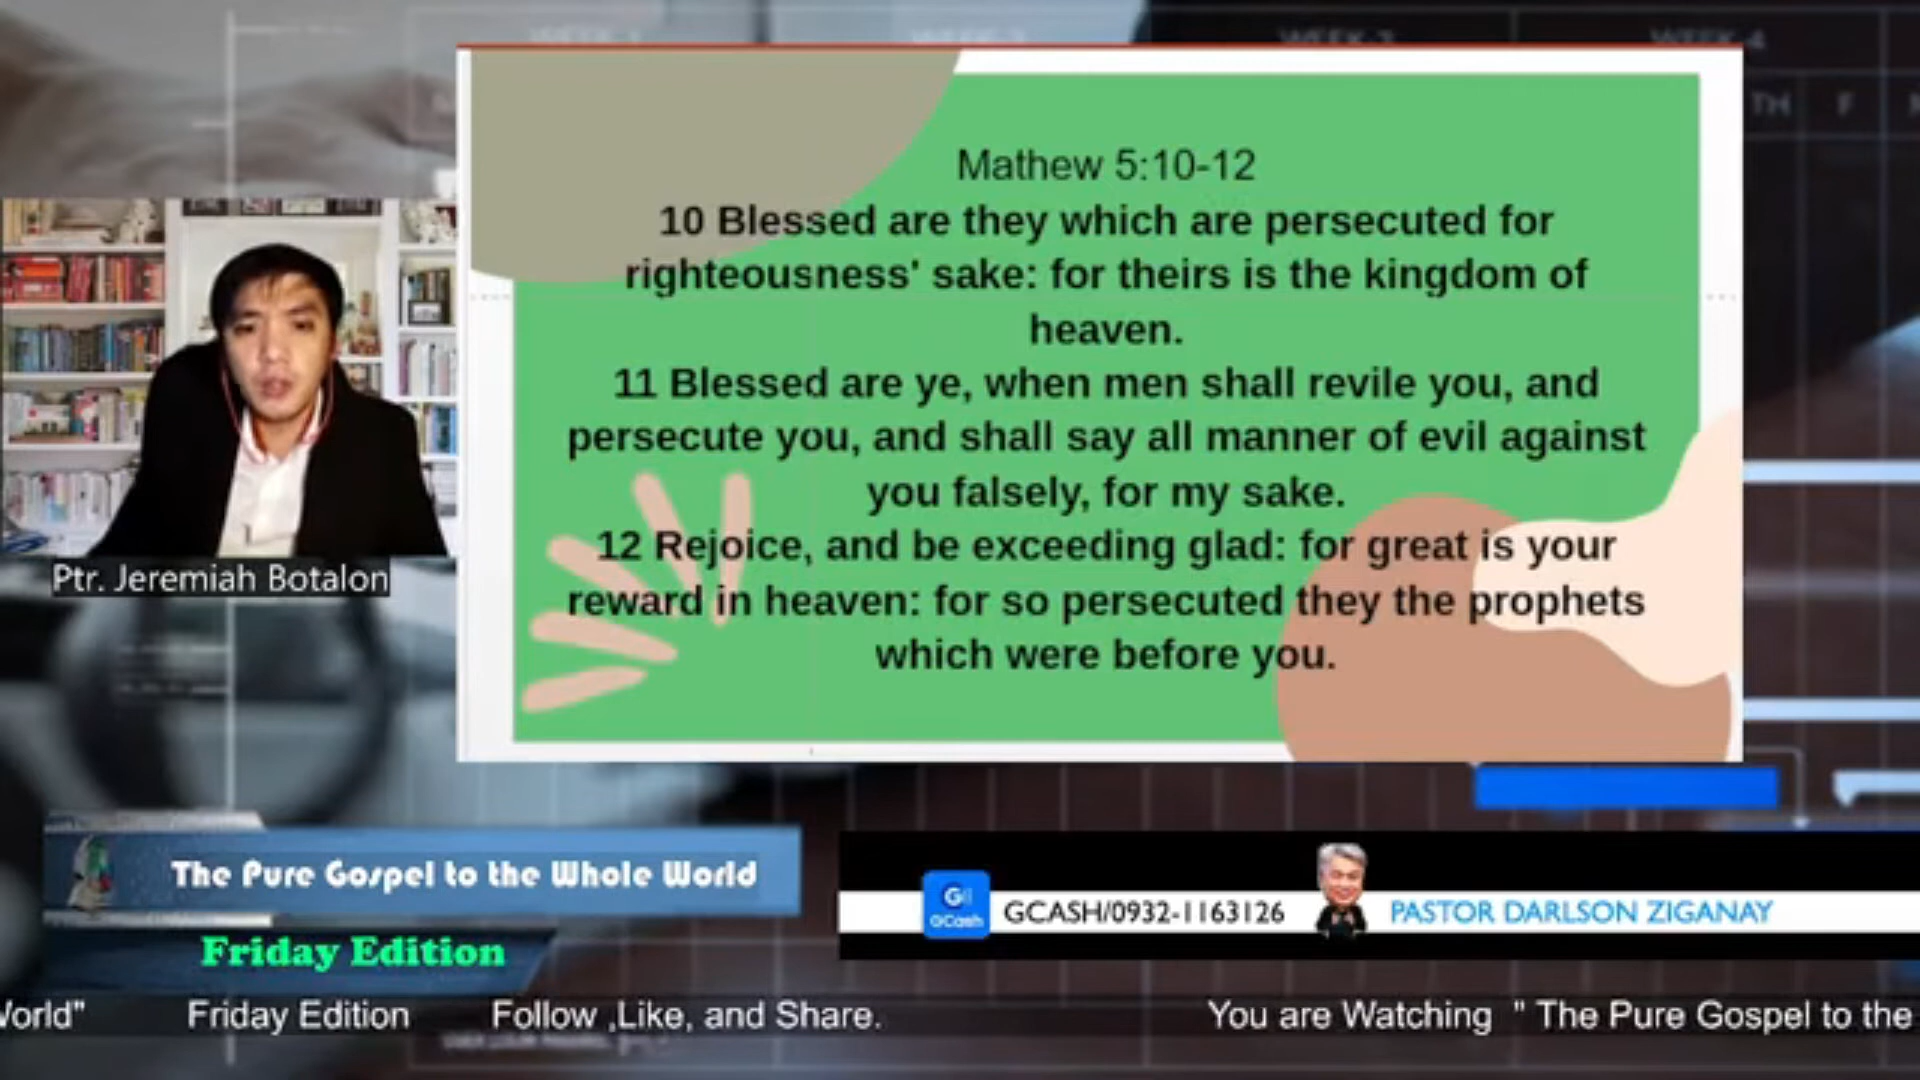 WEEK-4
TH F
Mathew 5:10-12
10 Blessed are they which are persecuted for
righteousness' sake: for theirs is the kingdom of
heaven.
11 Blessed are ye, when men shall revile you, and
persecute you, and shall say all manner of evil against
you falsely, for my sake.
12 Rejoice, and be exceeding glad: for great is your
reward in heaven: for so persecuted they the prophets
which were before you.
Ptr. Jeremiah Botalon
The Pure Gospel to the Whole World
Friday Edition
GCash
GCASH/0932-1163126
PASTOR DARLSON ZIGANAY
World" Friday Edition Follow ,Like, and Share. You are Watching " The Pure Gospel to the